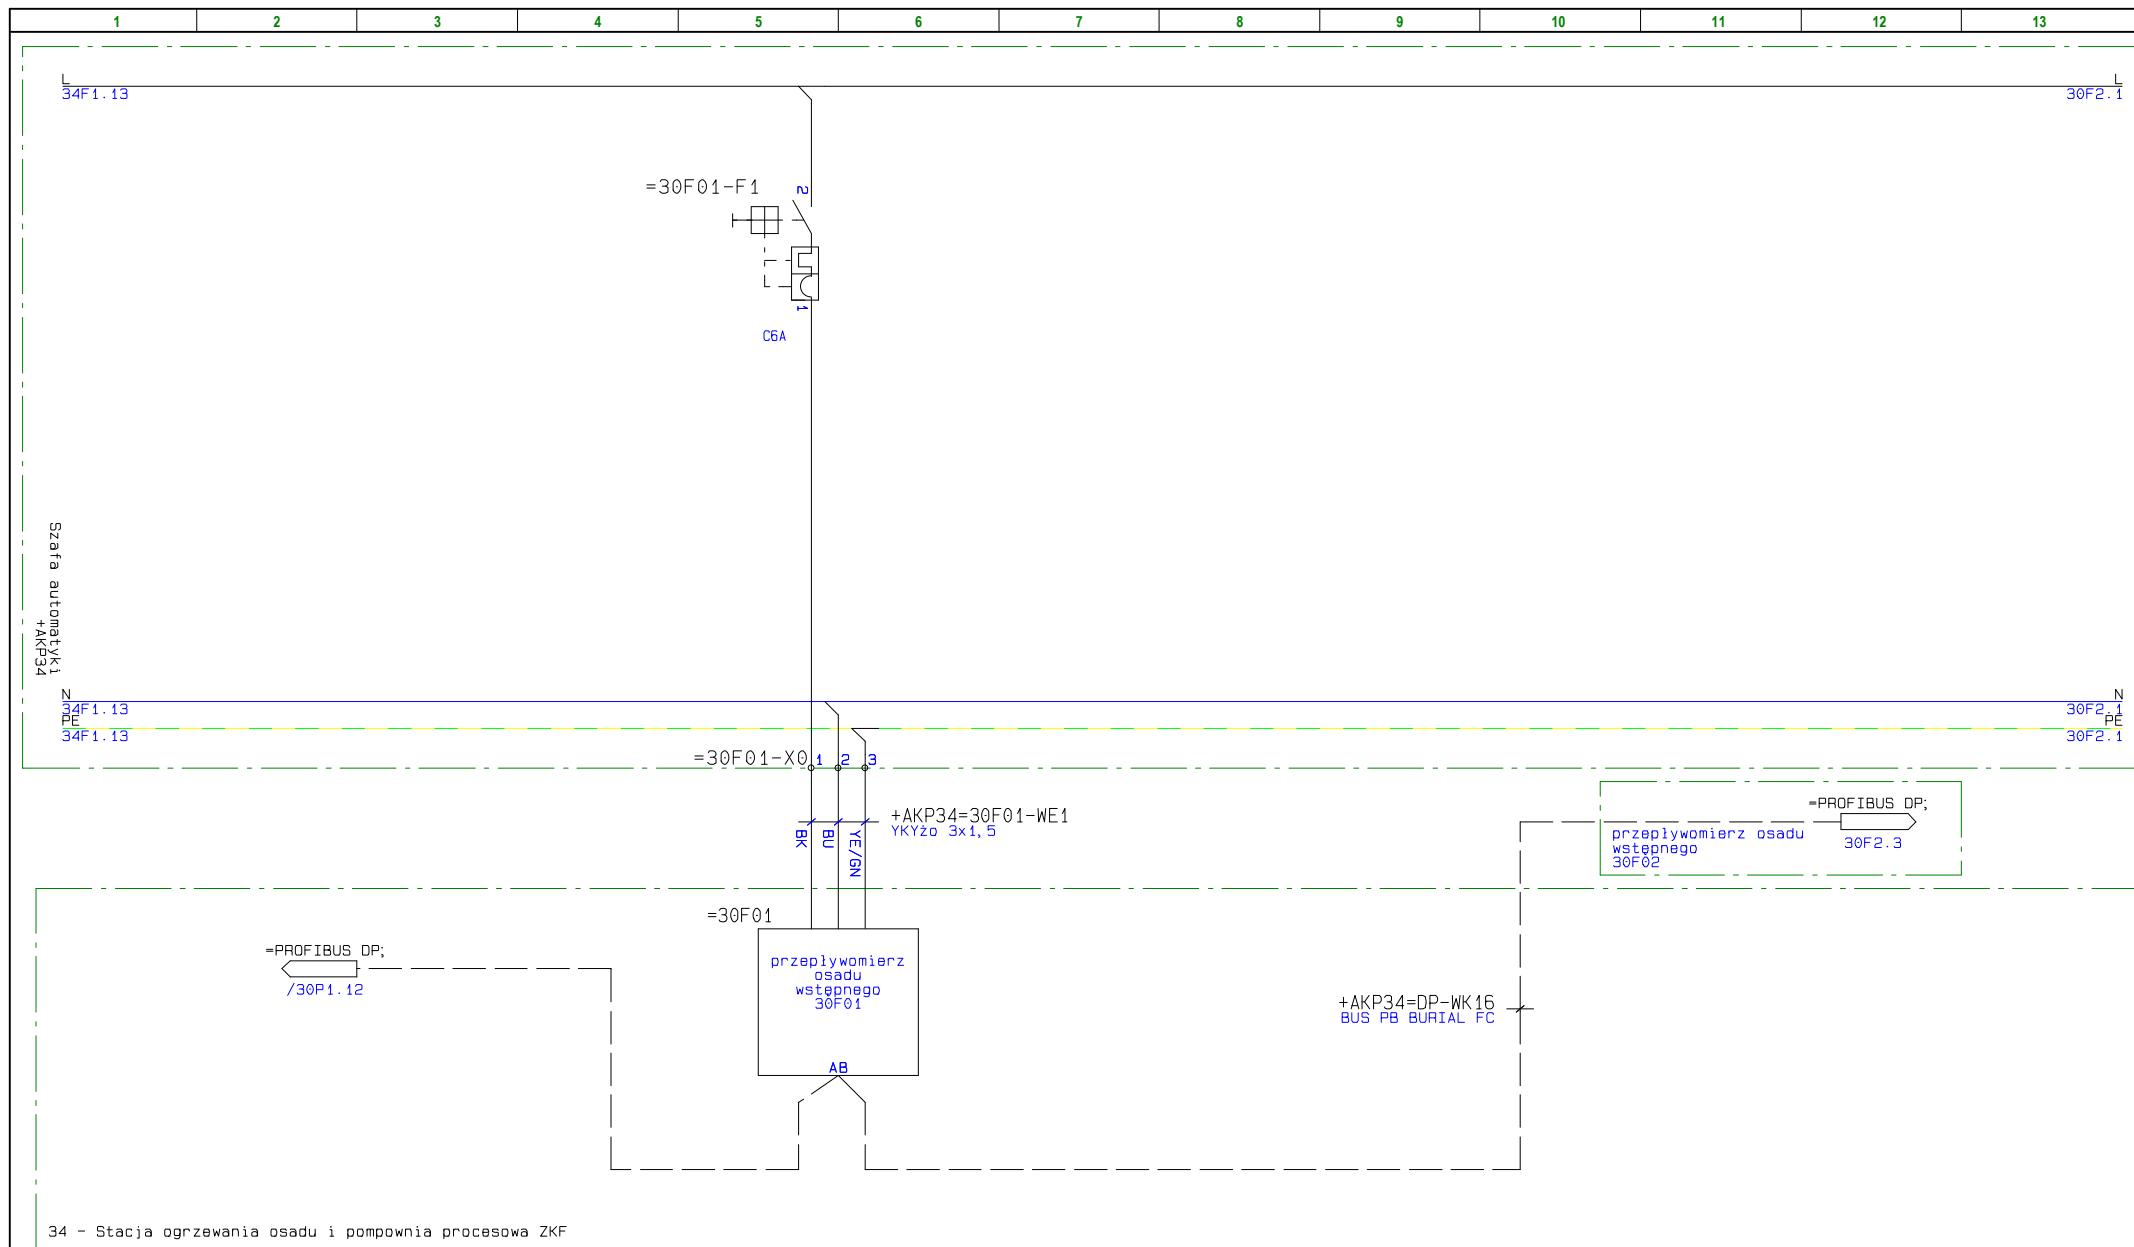 1 2 3 4 5 6 7 8 9 10 11 12 13
L
34F1.13
L
30F2.1
=30F01-F1
2
1
C6A
Szafa automatyki
+AKP34
N
34F1.13
PE
34F1.13
N
30F2.1
PE
30F2.1
=30F01-X0 1 2 3
+AKP34=30F01-WE1
YKYżo 3x1,5
BK BU YE/GN
=PROFIBUS DP;
30F2.3
przepływomierz osadu
wstępnego
30F02
=30F01
przepływomierz
osadu
wstępnego
30F01
AB
=PROFIBUS DP;
/30P1.12
+AKP34=DP-WK16
BUS PB BURIAL FC
34 - Stacja ogrzewania osadu i pompownia procesowa ZKF